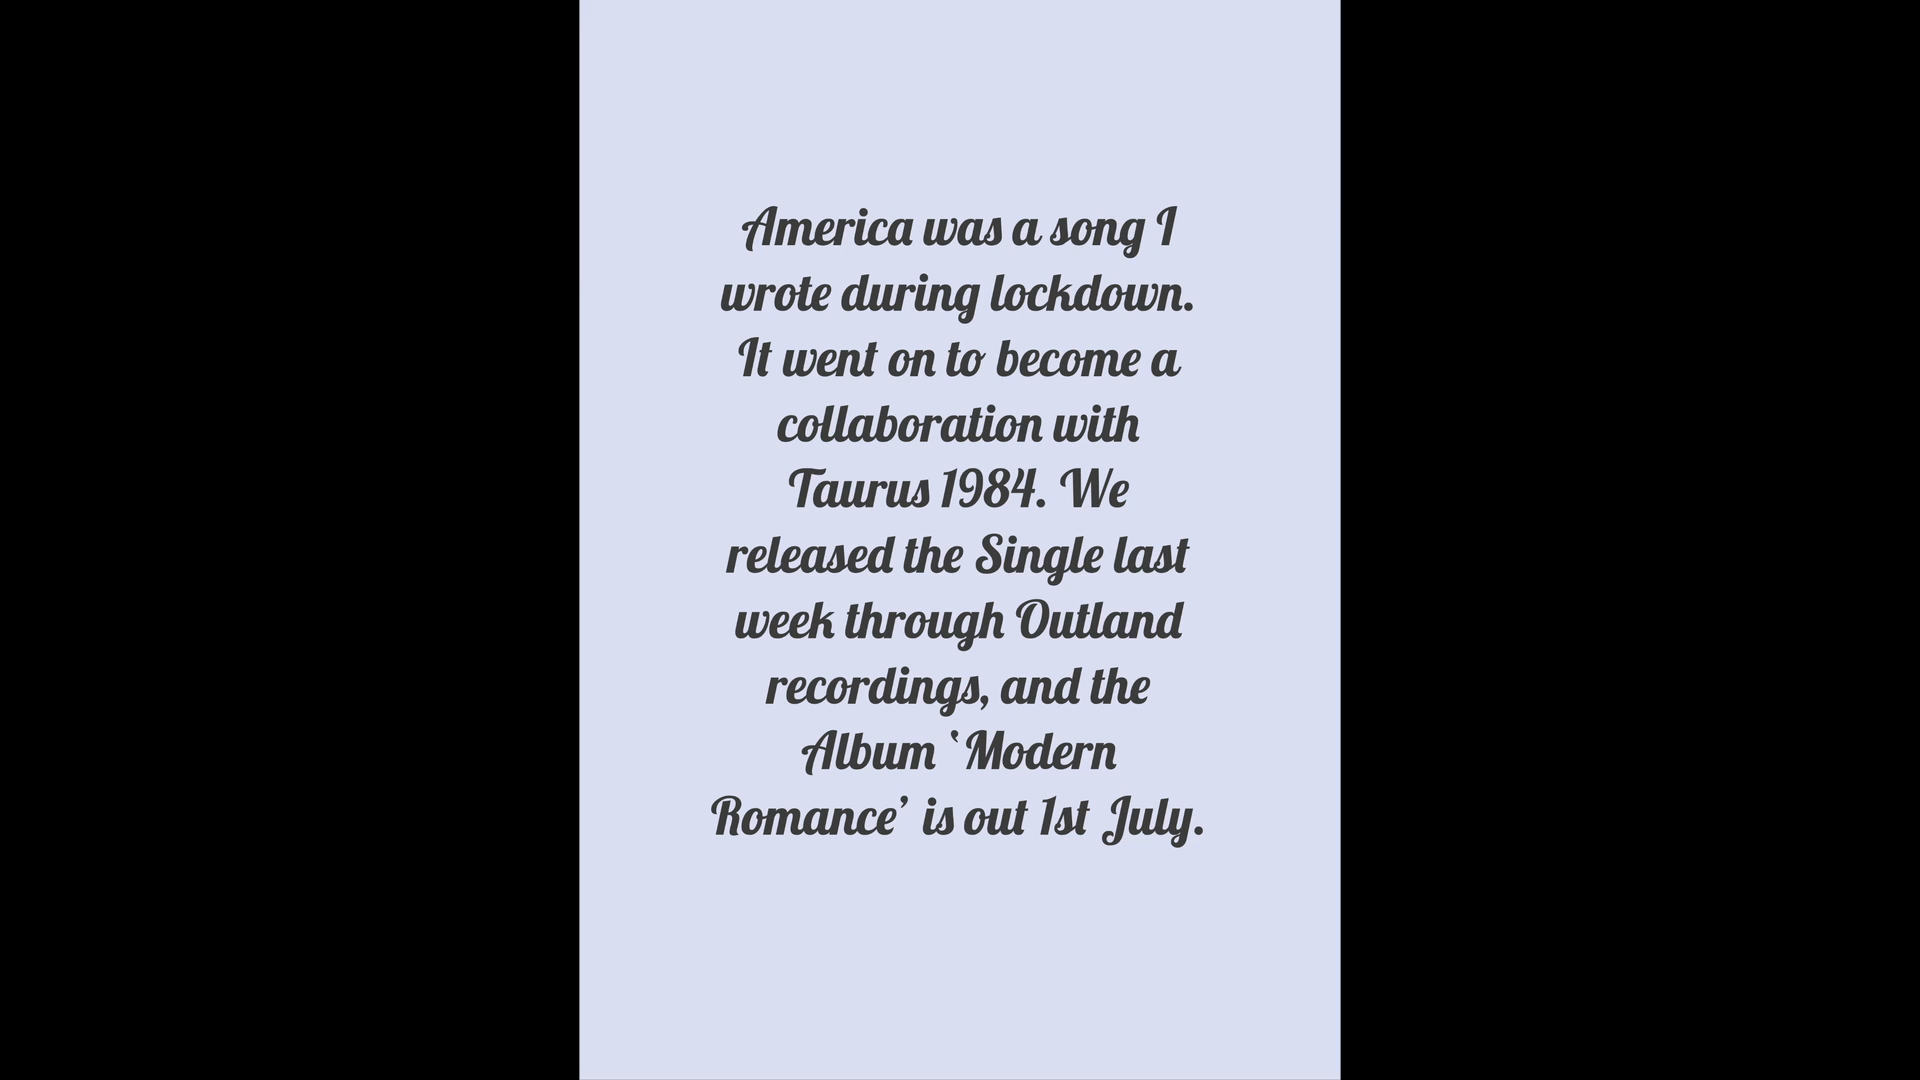 America was a song I
wrote during lockdown.
It went on to become a
collaboration with
Taurus 1984. We
released the Single last
week through Outland
recordings, and the
Album ‘Modern
Romance’ is out 1st July.